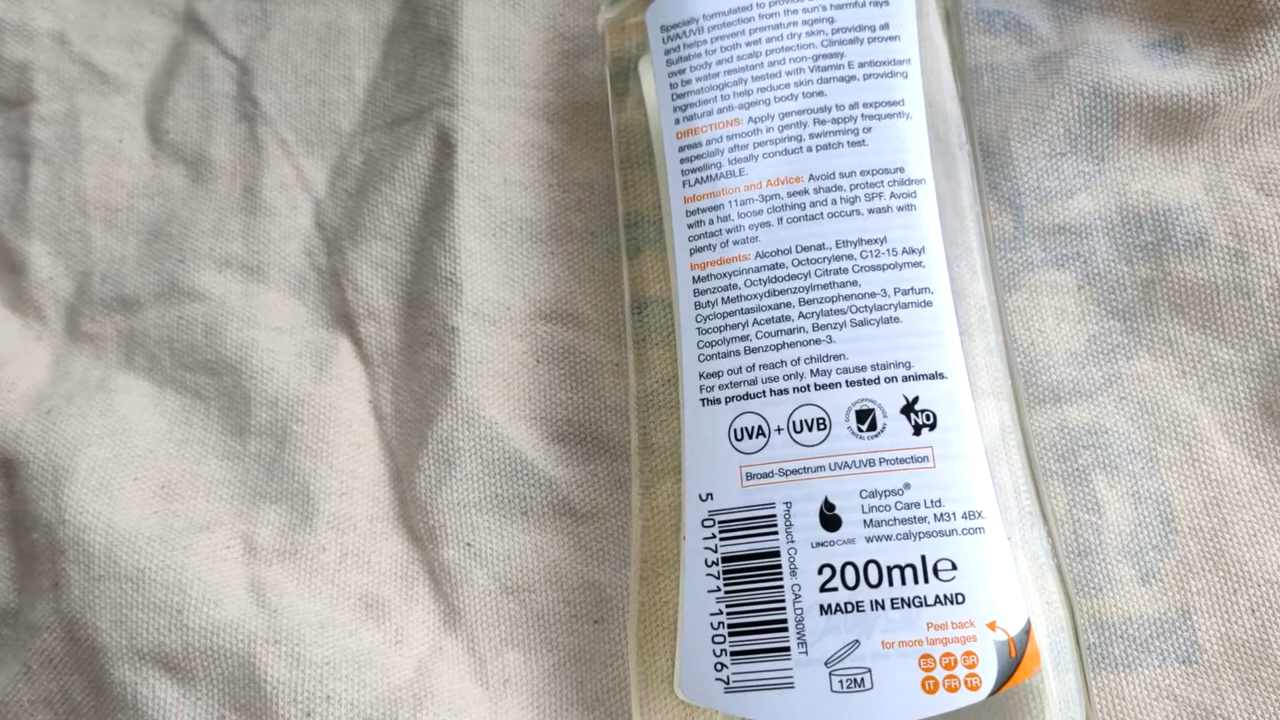 Specially formulated to provide
UVA/UVB protection from the sun's harmful rays
and helps prevent premature ageing.
Suitable for both wet and dry skin, providing all
over body and scalp protection. Clinically proven
to be water resistant and non-greasy.
Dermatologically tested with Vitamin E antioxidant
ingredient to help reduce skin damage, providing
a natural anti-ageing body tone.
DIRECTIONS: Apply generously to all exposed
areas and smooth in gently. Re-apply frequently,
especially after perspiring, swimming or
towelling. Ideally conduct a patch test.
FLAMMABLE.
Information and Advice: Avoid sun exposure
between 11am-3pm, seek shade, protect children
with a hat, loose clothing and a high SPF. Avoid
contact with eyes. If contact occurs, wash with
plenty of water.
Ingredients: Alcohol Denat., Ethylhexyl
Methoxycinnamate, Octocrylene, C12-15 Alkyl
Benzoate, Octyldodecyl Citrate Crosspolymer,
Butyl Methoxydibenzoylmethane,
Cyclopentasiloxane, Benzophenone-3, Parfum,
Tocopheryl Acetate, Acrylates/Octylacrylamide
Copolymer, Coumarin, Benzyl Salicylate.
Contains Benzophenone-3.
Keep out of reach of children.
For external use only. May cause staining.
This product has not been tested on animals.
UVA + UVB
GOOD SHOPPING GUIDE
ETHICAL COMPANY
NO
Broad-Spectrum UVA/UVB Protection
5 017371 150567
Product Code: CALD30WET
LINCO CARE
Calypso®
Linco Care Ltd.
Manchester, M31 4BX.
www.calypsosun.com
200ml℮
MADE IN ENGLAND
12M
Peel back
for more languages
ES PT GR
IT FR TR